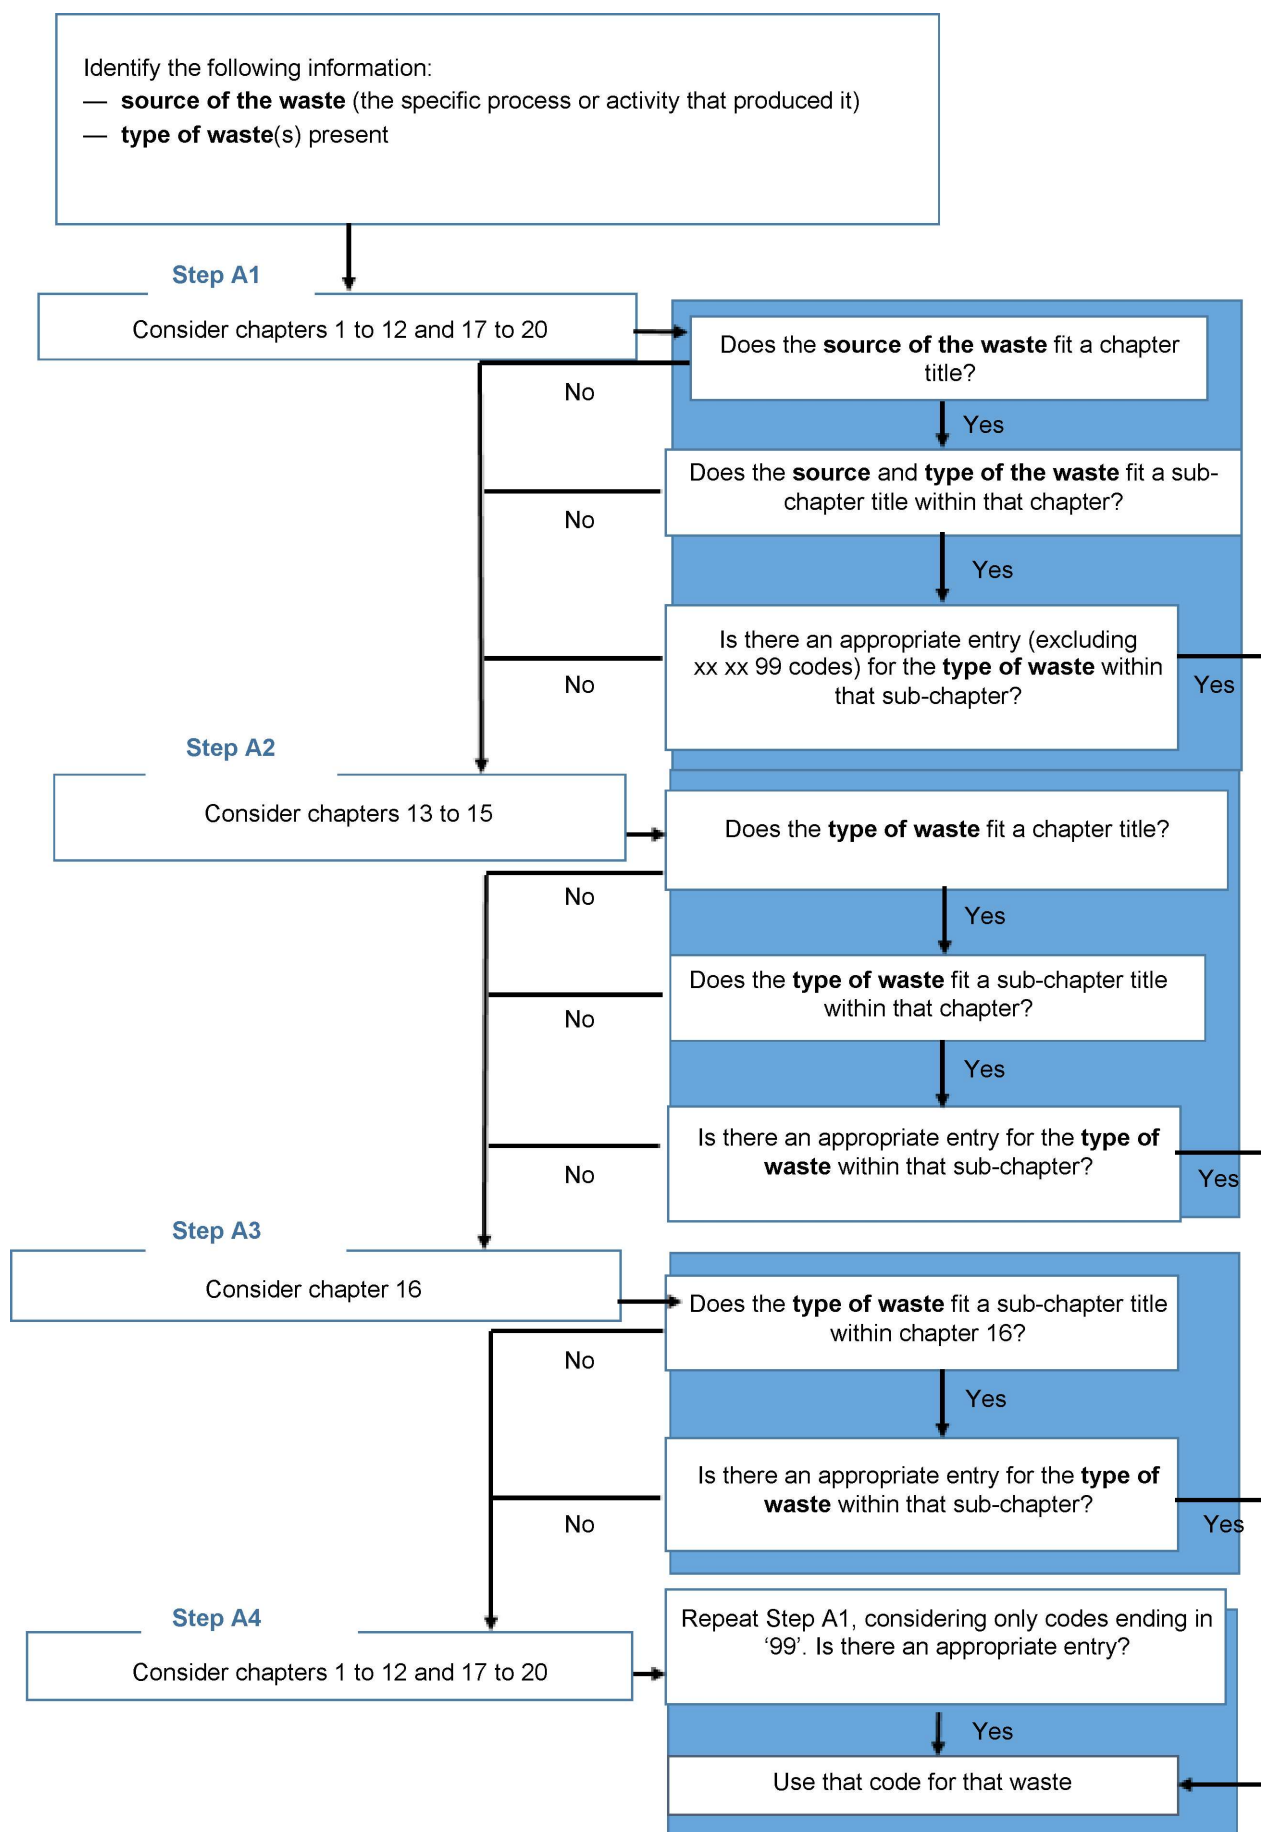 Identify the following information:
— source of the waste (the specific process or activity that produced it)
— type of waste(s) present
Step A1
Consider chapters 1 to 12 and 17 to 20
Does the source of the waste fit a chapter
title?
No
Yes
Does the source and type of the waste fit a sub-
chapter title within that chapter?
No
Yes
Is there an appropriate entry (excluding
xx xx 99 codes) for the type of waste within
that sub-chapter?
No
Yes
Step A2
Consider chapters 13 to 15
Does the type of waste fit a chapter title?
No
Yes
Does the type of waste fit a sub-chapter title
within that chapter?
No
Yes
Is there an appropriate entry for the type of
waste within that sub-chapter?
No
Yes
Step A3
Consider chapter 16
Does the type of waste fit a sub-chapter title
within chapter 16?
No
Yes
Is there an appropriate entry for the type of
waste within that sub-chapter?
No
Yes
Step A4
Consider chapters 1 to 12 and 17 to 20
Repeat Step A1, considering only codes ending in
‘99’. Is there an appropriate entry?
Yes
Use that code for that waste